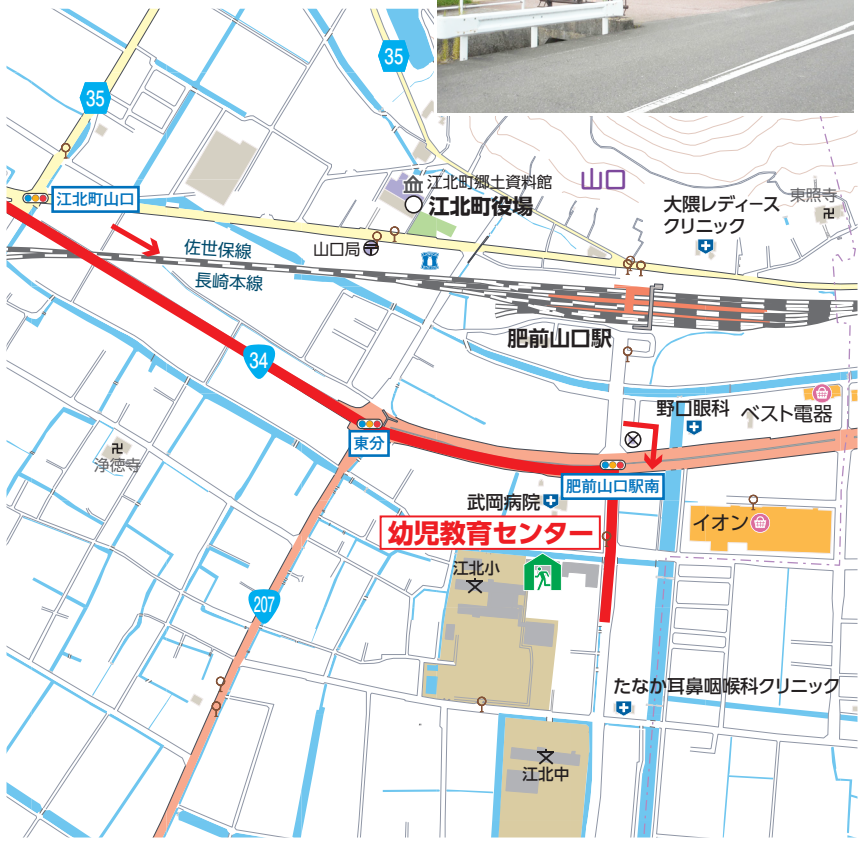 35
35
江北町山口
江北町郷土資料館
江北町役場
山口
大隈レディース
クリニック
東照寺
佐世保線
長崎本線
山口局
肥前山口駅
34
野口眼科
ベスト電器
東分
浄徳寺
肥前山口駅南
武岡病院
イオン
幼児教育センター
江北小
207
たなか耳鼻咽喉科クリニック
江北中